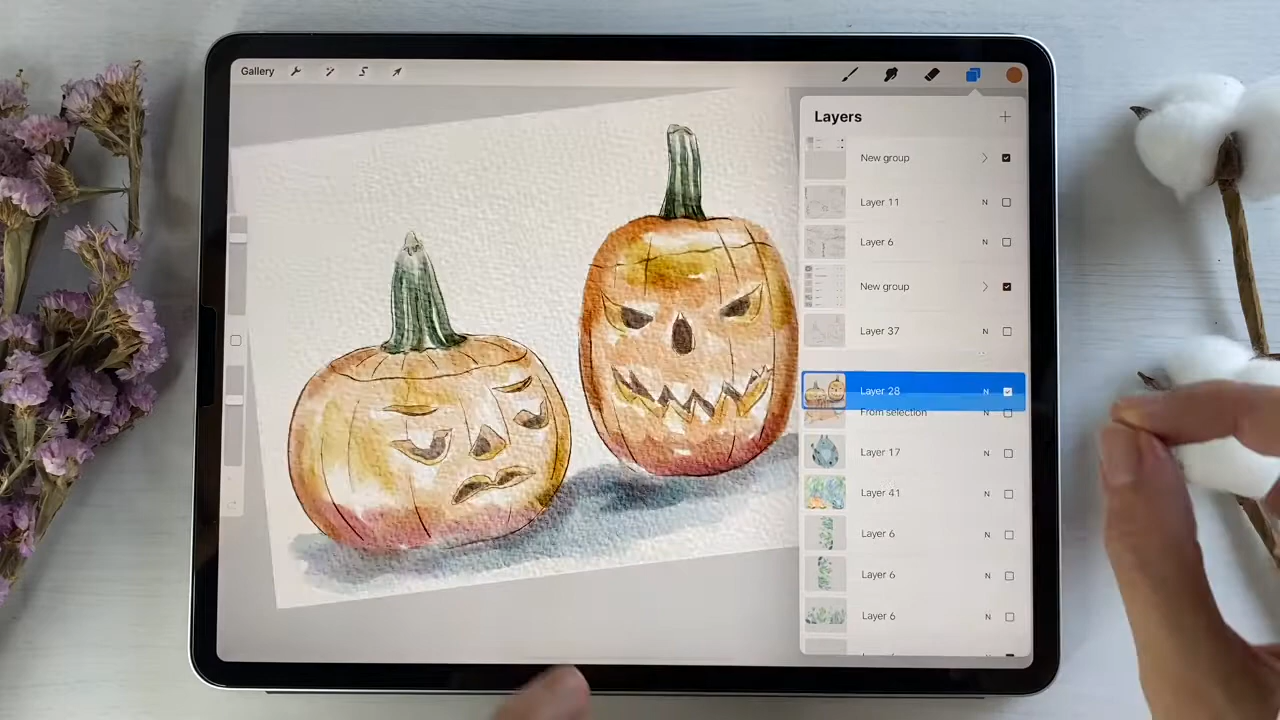 Gallery
Layers
New group
Layer 11 N
Layer 6 N
New group
Layer 37 N
Layer 28 N
From selection N
Layer 17 N
Layer 41 N
Layer 6 N
Layer 6 N
Layer 6 N